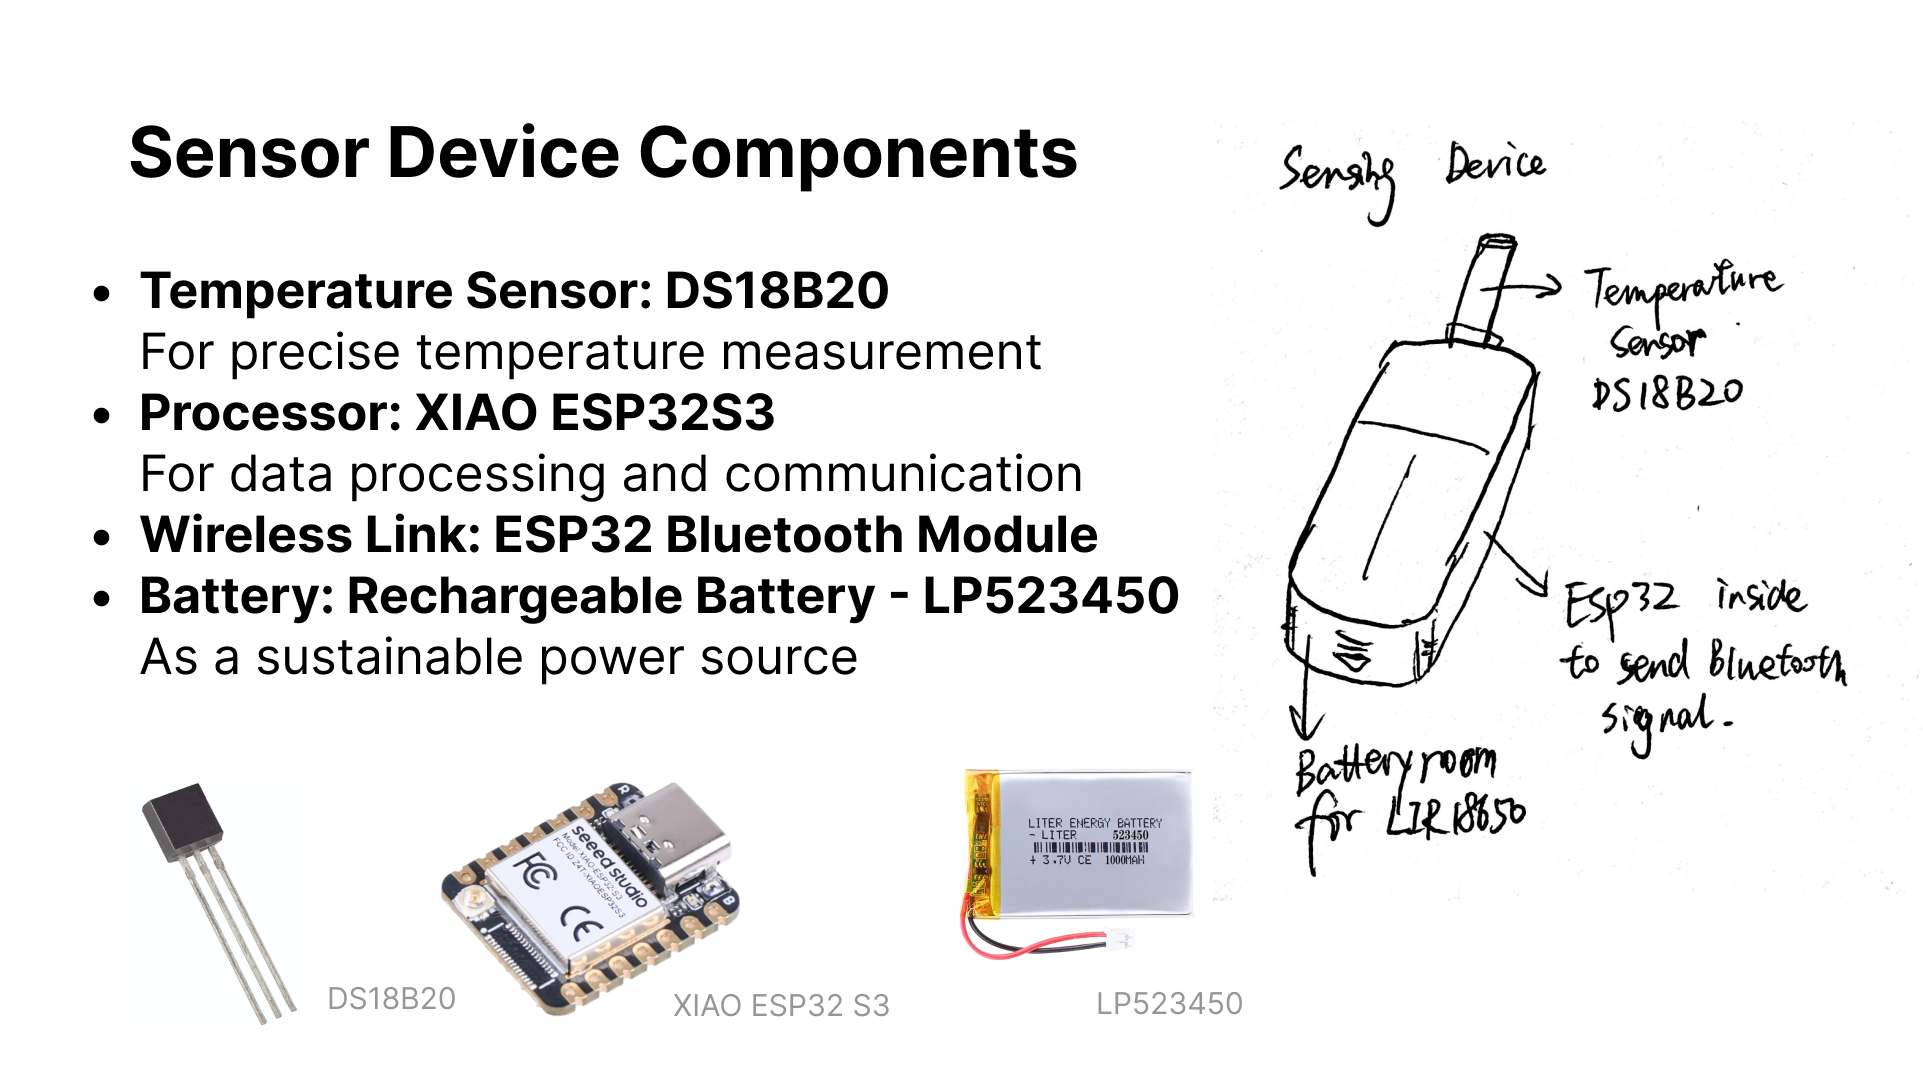 Sensor Device Components
• Temperature Sensor: DS18B20
For precise temperature measurement
• Processor: XIAO ESP32S3
For data processing and communication
• Wireless Link: ESP32 Bluetooth Module
• Battery: Rechargeable Battery - LP523450
As a sustainable power source
Sensing Device
Temperature
Sensor
DS18B20
Esp32 inside
to send Bluetooth
signal.
Battery room
for LIR18650
R
seeed studio
Model XIAO-ESP32-S3
FCC ID Z4T-XIAOESP32S3
FC
CE
B
LITER ENERGY BATTERY
- LITER 523450
+ 3.7V CE 1000MAH
DS18B20
XIAO ESP32 S3
LP523450